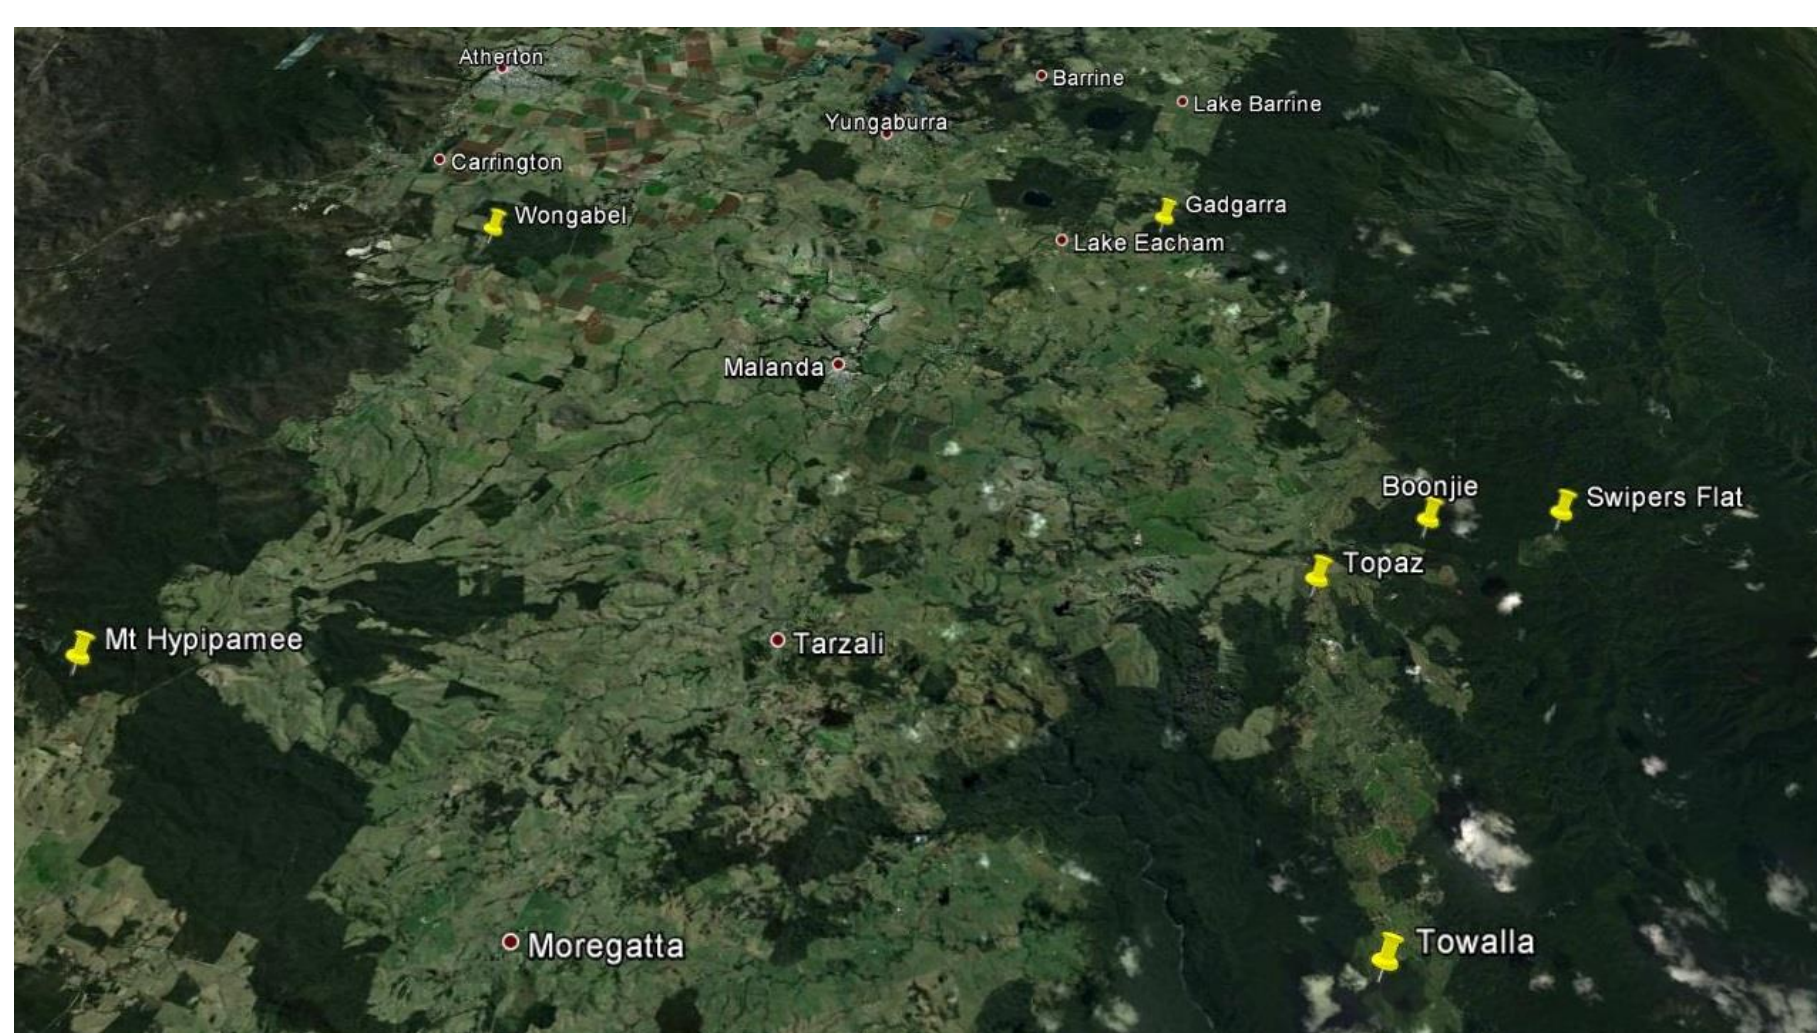 Atherton
Barrine
Lake Barrine
Yungaburra
Carrington
Wongabel
Gadgarra
Lake Eacham
Malanda
Boonjie
Swipers Flat
Topaz
Mt Hypipamee
Tarzali
Moregatta
Towalla